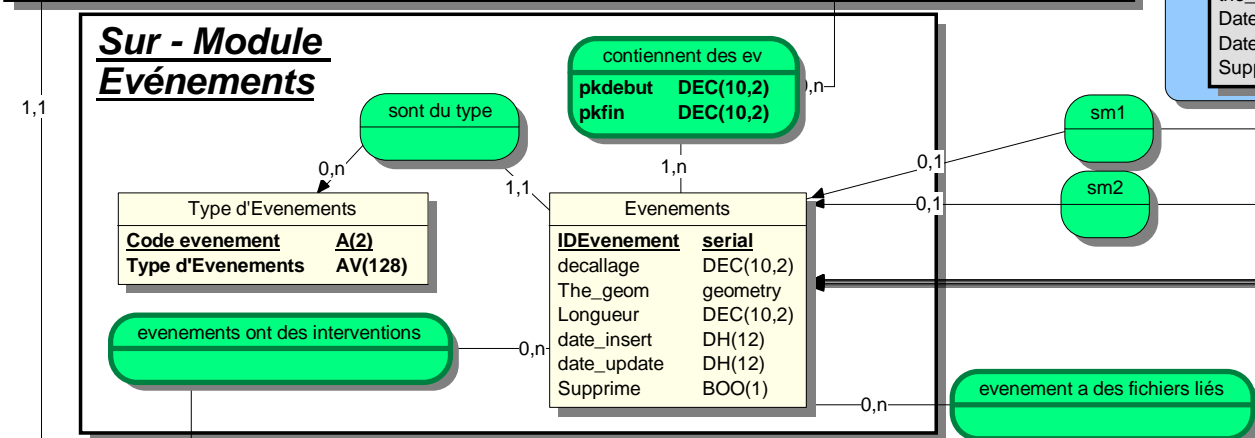 Sur - Module
Evénements
contiennent des ev
pkdebut DEC(10,2)
pkfin DEC(10,2)
Date
Date
Supp
1,1
sont du type
,n
sm1
0,n
1,n
0,1
1,1
sm2
0,1
Type d'Evenements
Code evenement A(2)
Type d'Evenements AV(128)
Evenements
IDEvenement serial
decallage DEC(10,2)
The_geom geometry
Longueur DEC(10,2)
date_insert DH(12)
date_update DH(12)
Supprime BOO(1)
evenements ont des interventions
0,n
evenement a des fichiers liés
0,n